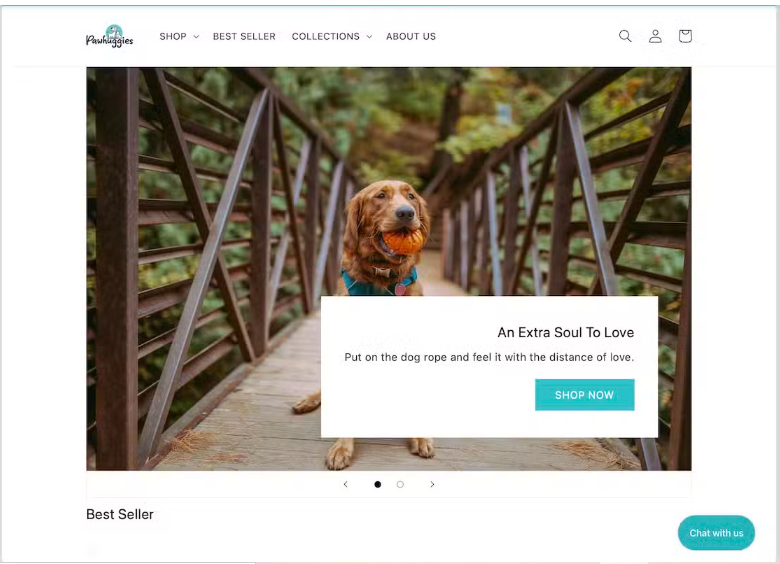 Pawhuggies
SHOP
BEST SELLER
COLLECTIONS
ABOUT US
An Extra Soul To Love
Put on the dog rope and feel it with the distance of love.
SHOP NOW
Best Seller
Chat with us